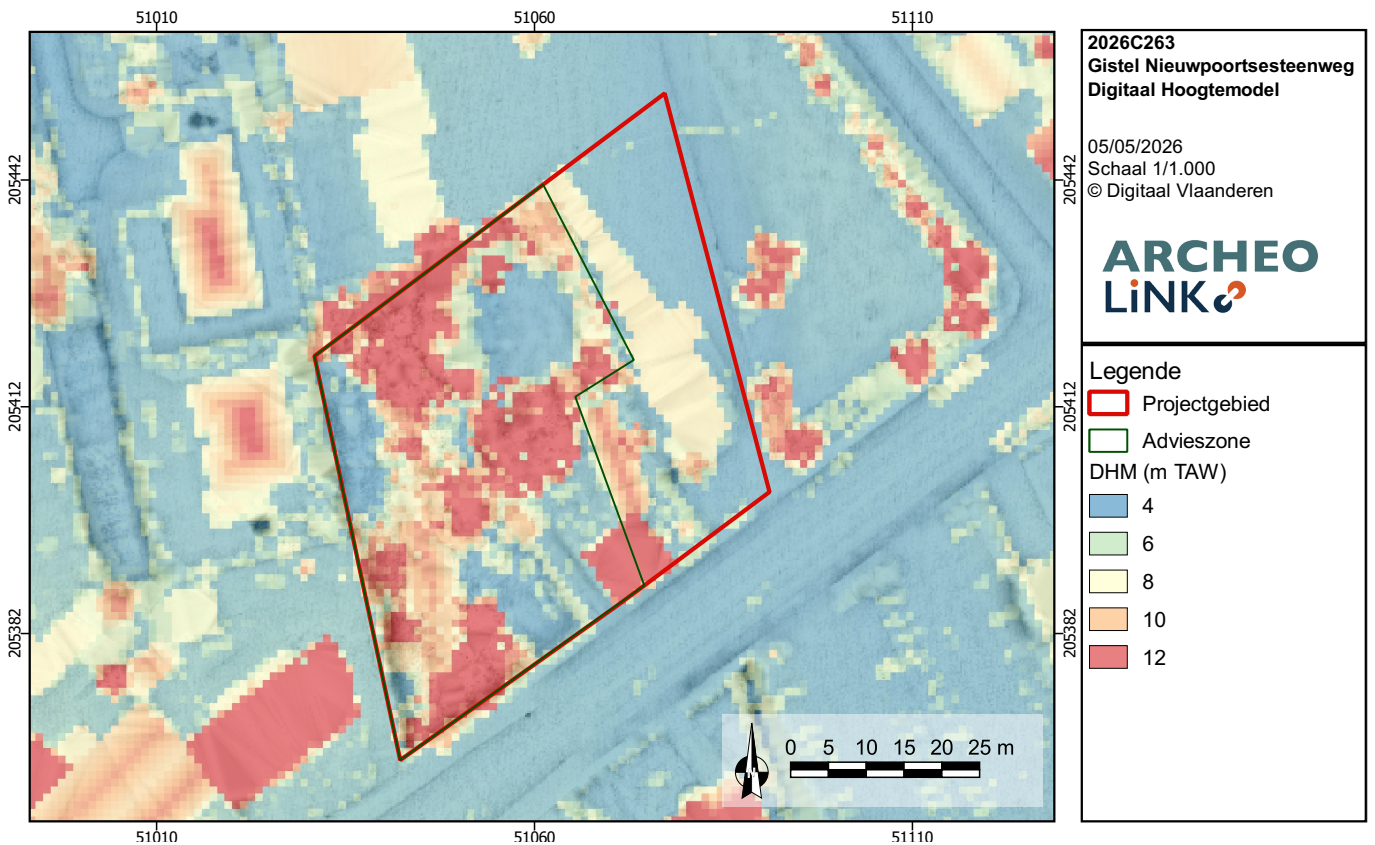 51010 51060 51110
205442 205442
205412 205412
205382 205382
51010 51060 51110
0 5 10 15 20 25 m
N
2026C263
Gistel Nieuwpoortsesteenweg
Digitaal Hoogtemodel
05/05/2026
Schaal 1/1.000
© Digitaal Vlaanderen
ARCHEO
LiNK
Legende
Projectgebied
Advieszone
DHM (m TAW)
4
6
8
10
12